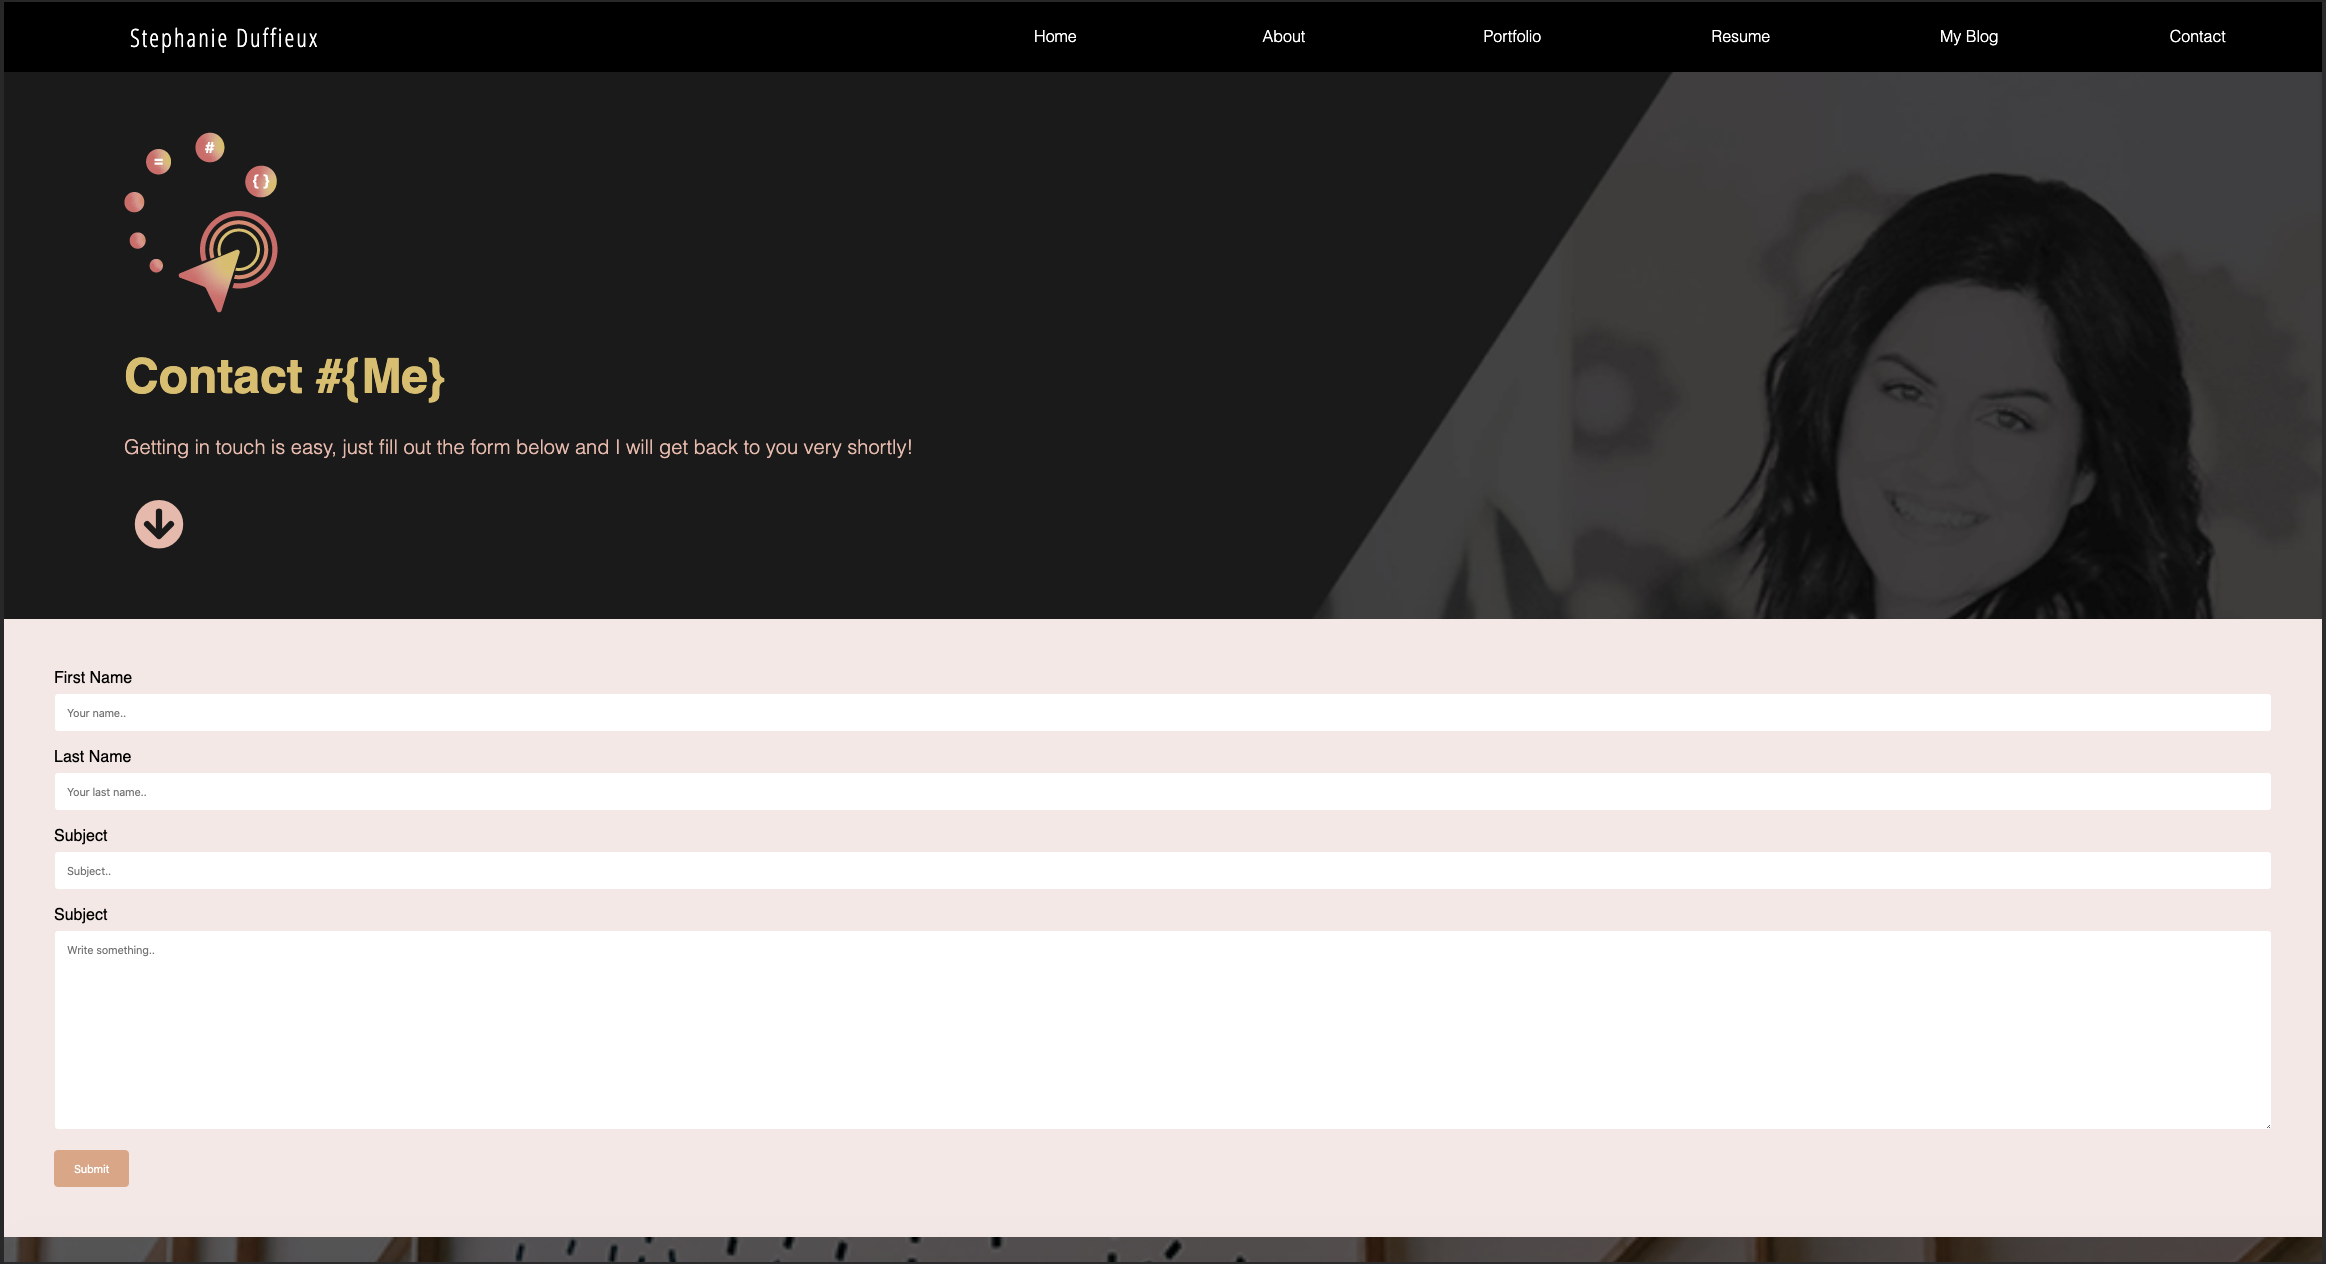 Stephanie Duffieux
Home About Portfolio Resume My Blog Contact
= # { }
Contact #{Me}
Getting in touch is easy, just fill out the form below and I will get back to you very shortly!
First Name
Your name..
Last Name
Your last name..
Subject
Subject..
Subject
Write something..
Submit